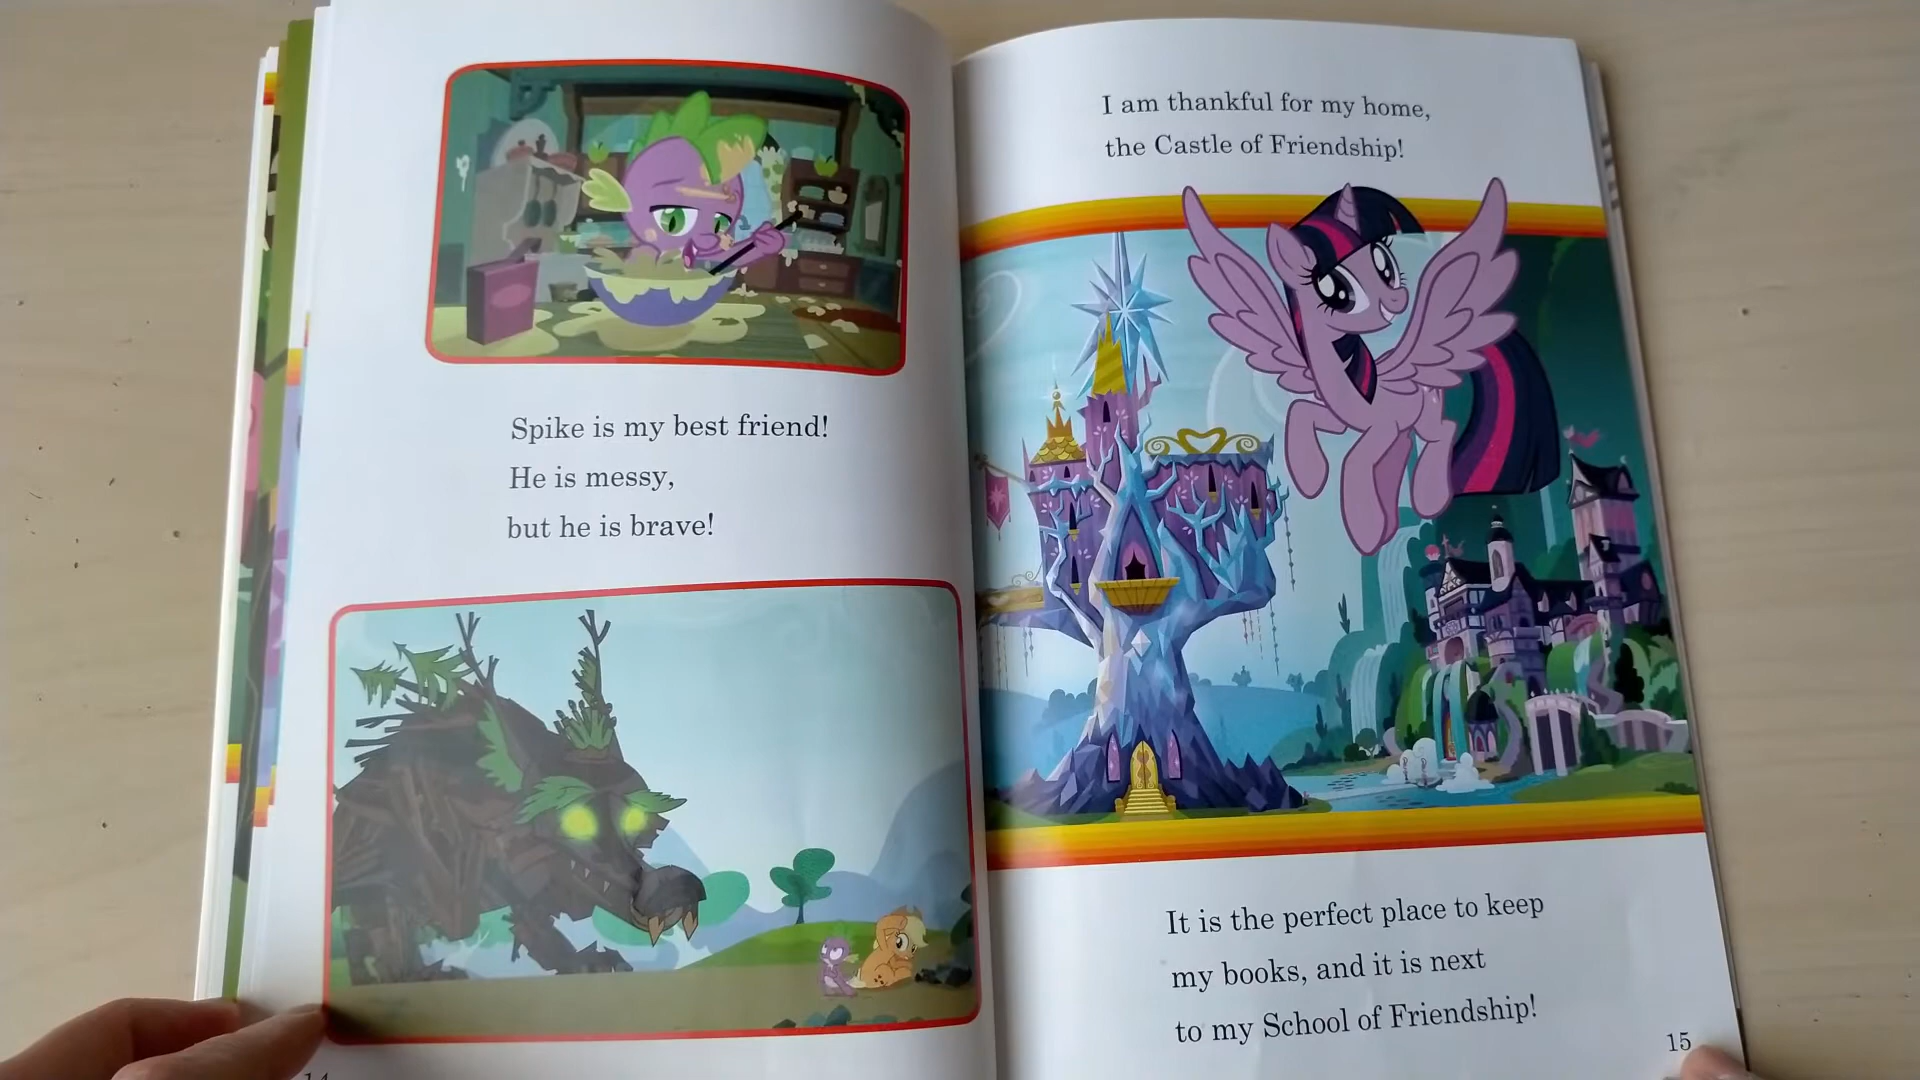 Spike is my best friend!
He is messy,
but he is brave!
14
I am thankful for my home,
the Castle of Friendship!
It is the perfect place to keep
my books, and it is next
to my School of Friendship!
15